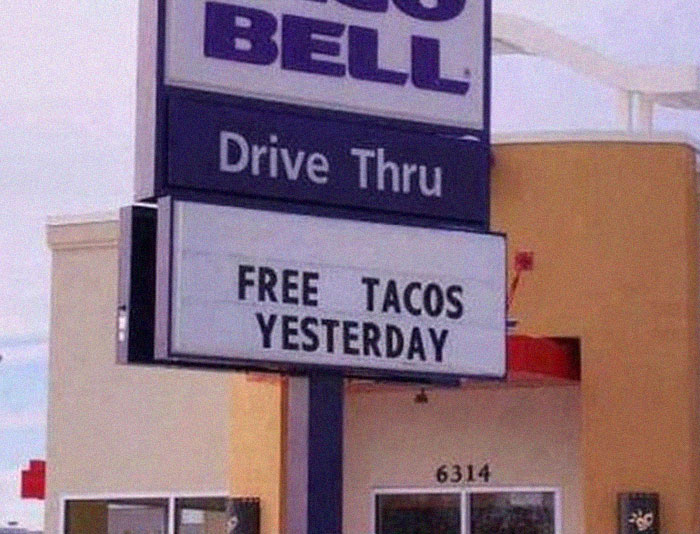 BELL
Drive Thru
FREE TACOS
YESTERDAY
6314